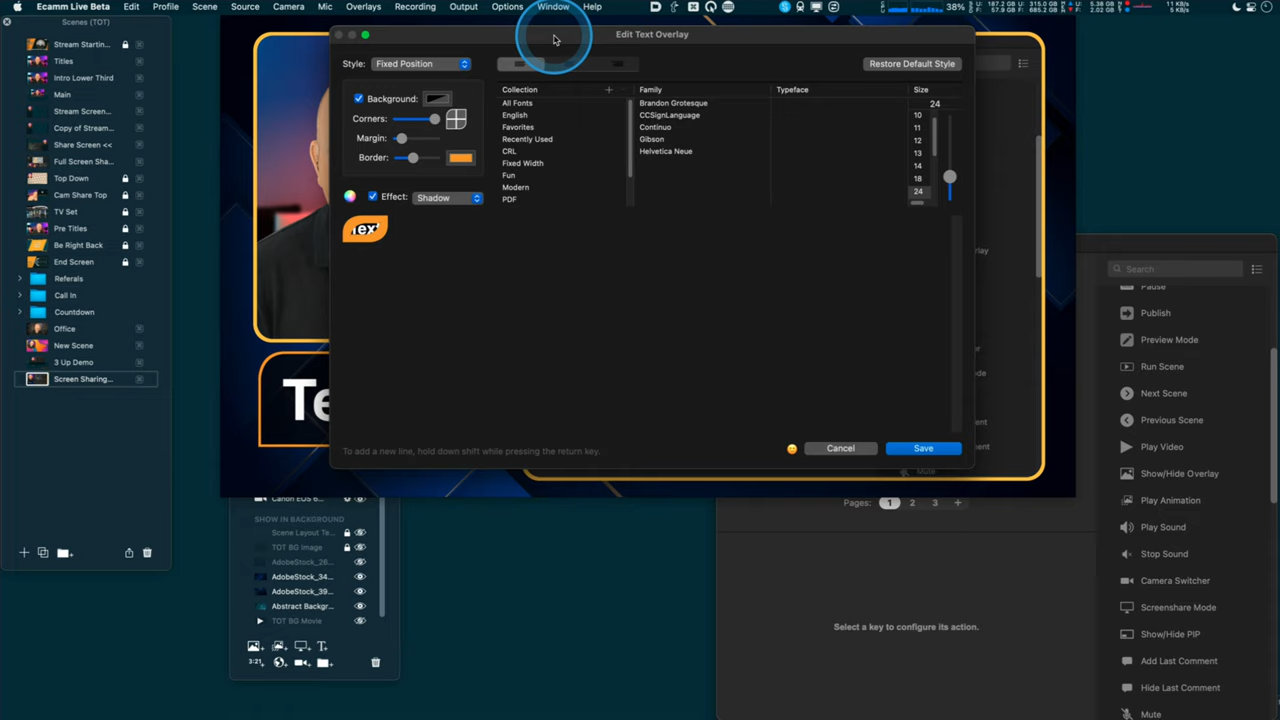 Ecamm Live Beta Edit Profile Scene Source Camera Mic Overlays Recording Output Options Window Help
38%
Scenes (TOT)
Stream Startin...
Titles
Intro Lower Third
Main
Stream Screen...
Copy of Stream...
Share Screen <<
Full Screen Sha...
Top Down
Cam Share Top
TV Set
Pre Titles
Be Right Back
End Screen
Referrals
Call In
Countdown
Office
New Scene
3 Up Demo
Screen Sharing...
Edit Text Overlay
Style: Fixed Position
Restore Default Style
Background:
Corners:
Margin:
Border:
Effect: Shadow
Collection
All Fonts
English
Favorites
Recently Used
CRL
Fixed Width
Fun
Modern
PDF
Family
Brandon Grotesque
CCSignLanguage
Continuo
Gibson
Helvetica Neue
Typeface
Size
24
10
11
12
13
14
18
24
Text
To add a new line, hold down shift while pressing the return key.
Cancel
Save
Te
Canon EOS 6...
SHOW IN BACKGROUND
Scene Layout Te...
TOT BG Image
AdobeStock_26...
AdobeStock_34...
AdobeStock_39...
Abstract Backgr...
TOT BG Movie
3:21+
Mute
Pages: 1 2 3 +
Select a key to configure its action.
Search
Pause
Publish
Preview Mode
Run Scene
Next Scene
Previous Scene
Play Video
Show/Hide Overlay
Play Animation
Play Sound
Stop Sound
Camera Switcher
Screenshare Mode
Show/Hide PIP
Add Last Comment
Hide Last Comment
Mute